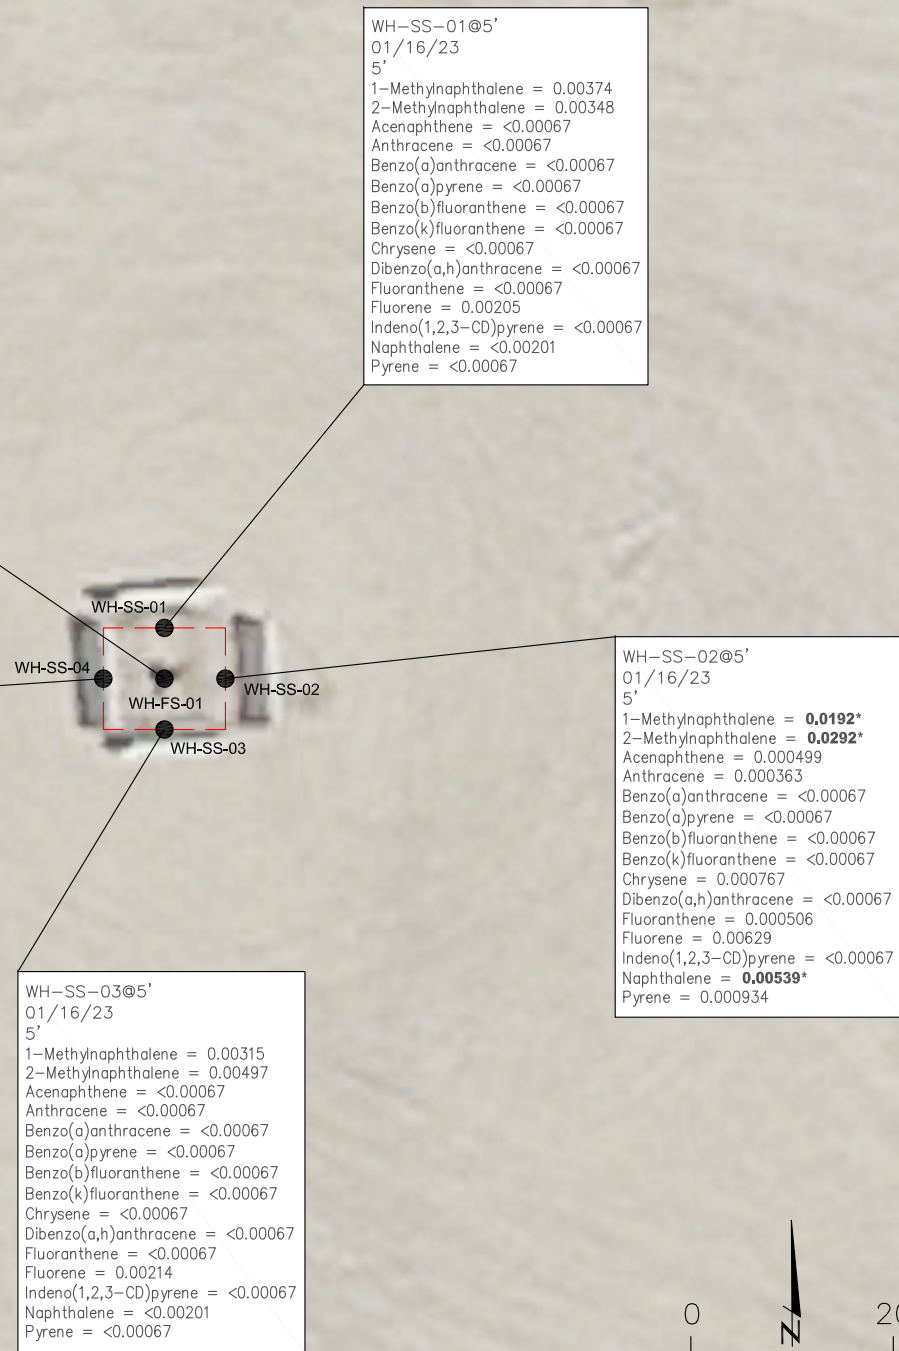 WH-SS-01@5'
01/16/23
5'
1-Methylnaphthalene = 0.00374
2-Methylnaphthalene = 0.00348
Acenaphthene = <0.00067
Anthracene = <0.00067
Benzo(a)anthracene = <0.00067
Benzo(a)pyrene = <0.00067
Benzo(b)fluoranthene = <0.00067
Benzo(k)fluoranthene = <0.00067
Chrysene = <0.00067
Dibenzo(a,h)anthracene = <0.00067
Fluoranthene = <0.00067
Fluorene = 0.00205
Indeno(1,2,3-CD)pyrene = <0.00067
Naphthalene = <0.00201
Pyrene = <0.00067
WH-SS-01
WH-SS-04
WH-FS-01
WH-SS-02
WH-SS-03
WH-SS-02@5'
01/16/23
5'
1-Methylnaphthalene = 0.0192*
2-Methylnaphthalene = 0.0292*
Acenaphthene = 0.000499
Anthracene = 0.000363
Benzo(a)anthracene = <0.00067
Benzo(a)pyrene = <0.00067
Benzo(b)fluoranthene = <0.00067
Benzo(k)fluoranthene = <0.00067
Chrysene = 0.000767
Dibenzo(a,h)anthracene = <0.00067
Fluoranthene = 0.000506
Fluorene = 0.00629
Indeno(1,2,3-CD)pyrene = <0.00067
Naphthalene = 0.00539*
Pyrene = 0.000934
WH-SS-03@5'
01/16/23
5'
1-Methylnaphthalene = 0.00315
2-Methylnaphthalene = 0.00497
Acenaphthene = <0.00067
Anthracene = <0.00067
Benzo(a)anthracene = <0.00067
Benzo(a)pyrene = <0.00067
Benzo(b)fluoranthene = <0.00067
Benzo(k)fluoranthene = <0.00067
Chrysene = <0.00067
Dibenzo(a,h)anthracene = <0.00067
Fluoranthene = <0.00067
Fluorene = 0.00214
Indeno(1,2,3-CD)pyrene = <0.00067
Naphthalene = <0.00201
Pyrene = <0.00067
0
N